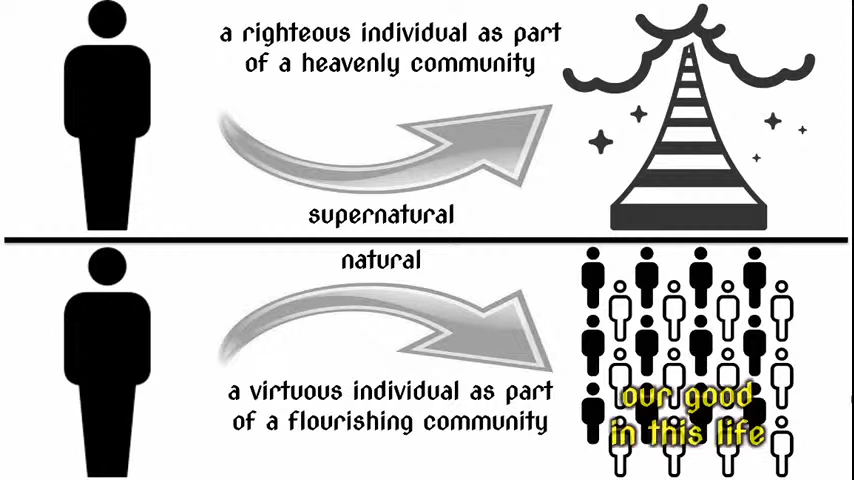 a righteous individual as part
of a heavenly community
supernatural
natural
a virtuous individual as part
of a flourishing community
our good
in this life